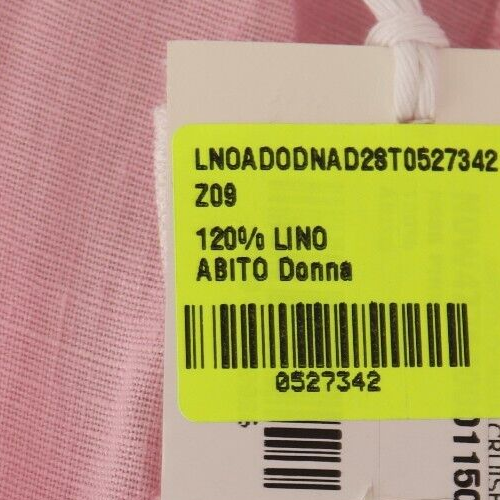 LNOADODNAD28T0527342
Z09
120% LINO
ABITO Donna
0527342